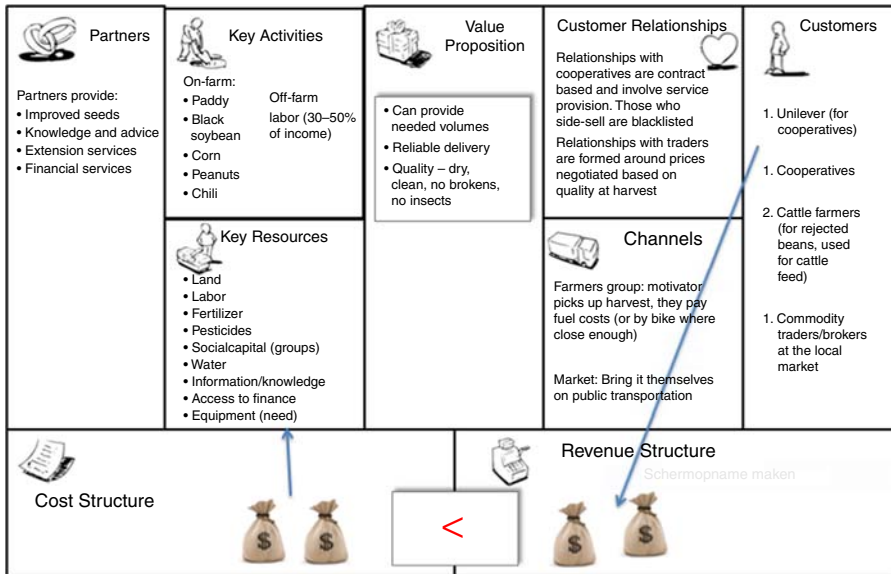 Partners
Partners provide:
• Improved seeds
• Knowledge and advice
• Extension services
• Financial services
Key Activities
On-farm:
• Paddy
• Black
soybean
• Corn
• Peanuts
• Chili
Off-farm
labor (30–50%
of income)
Key Resources
• Land
• Labor
• Fertilizer
• Pesticides
• Socialcapital (groups)
• Water
• Information/knowledge
• Access to finance
• Equipment (need)
Value
Proposition
• Can provide
needed volumes
• Reliable delivery
• Quality – dry,
clean, no brokens,
no insects
Customer Relationships
Relationships with
cooperatives are contract
based and involve service
provision. Those who
side-sell are blacklisted
Relationships with traders
are formed around prices
negotiated based on
quality at harvest
Channels
Farmers group: motivator
picks up harvest, they pay
fuel costs (or by bike where
close enough)
Market: Bring it themselves
on public transportation
Customers
1. Unilever (for
cooperatives)
1. Cooperatives
2. Cattle farmers
(for rejected
beans, used
for cattle
feed)
1. Commodity
traders/brokers
at the local
market
Cost Structure
$ $
<
Revenue Structure
Schermopname maken
$ $